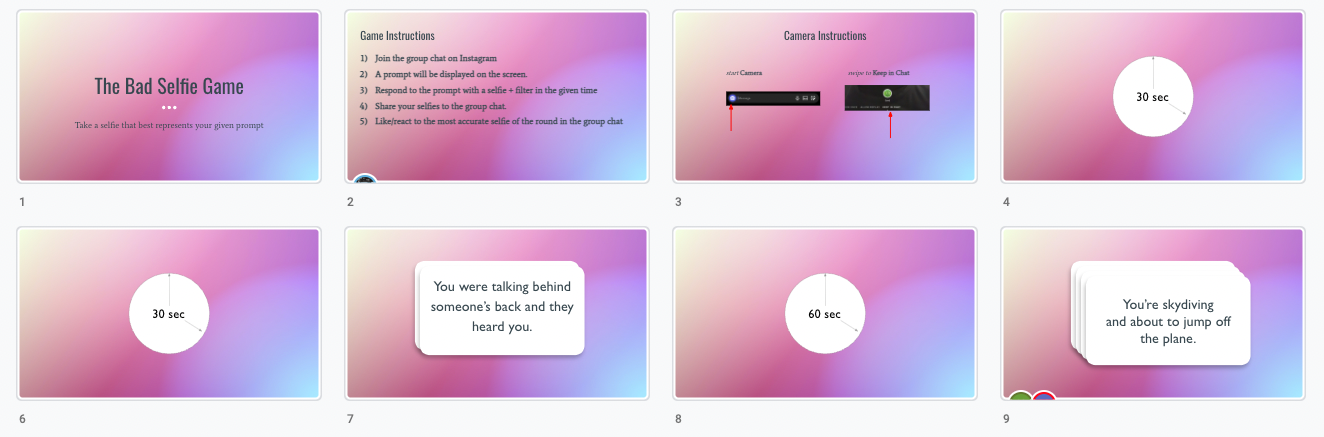 The Bad Selfie Game
Take a selfie that best represents your given prompt
1
Game Instructions
1) Join the group chat on Instagram
2) A prompt will be displayed on the screen.
3) Respond to the prompt with a selfie + filter in the given time
4) Share your selfies to the group chat.
5) Like/react to the most accurate selfie of the round in the group chat
2
Camera Instructions
start Camera
swipe to Keep in Chat
3
30 sec
4
30 sec
6
You were talking behind
someone's back and they
heard you.
7
60 sec
8
You're skydiving
and about to jump off
the plane.
9